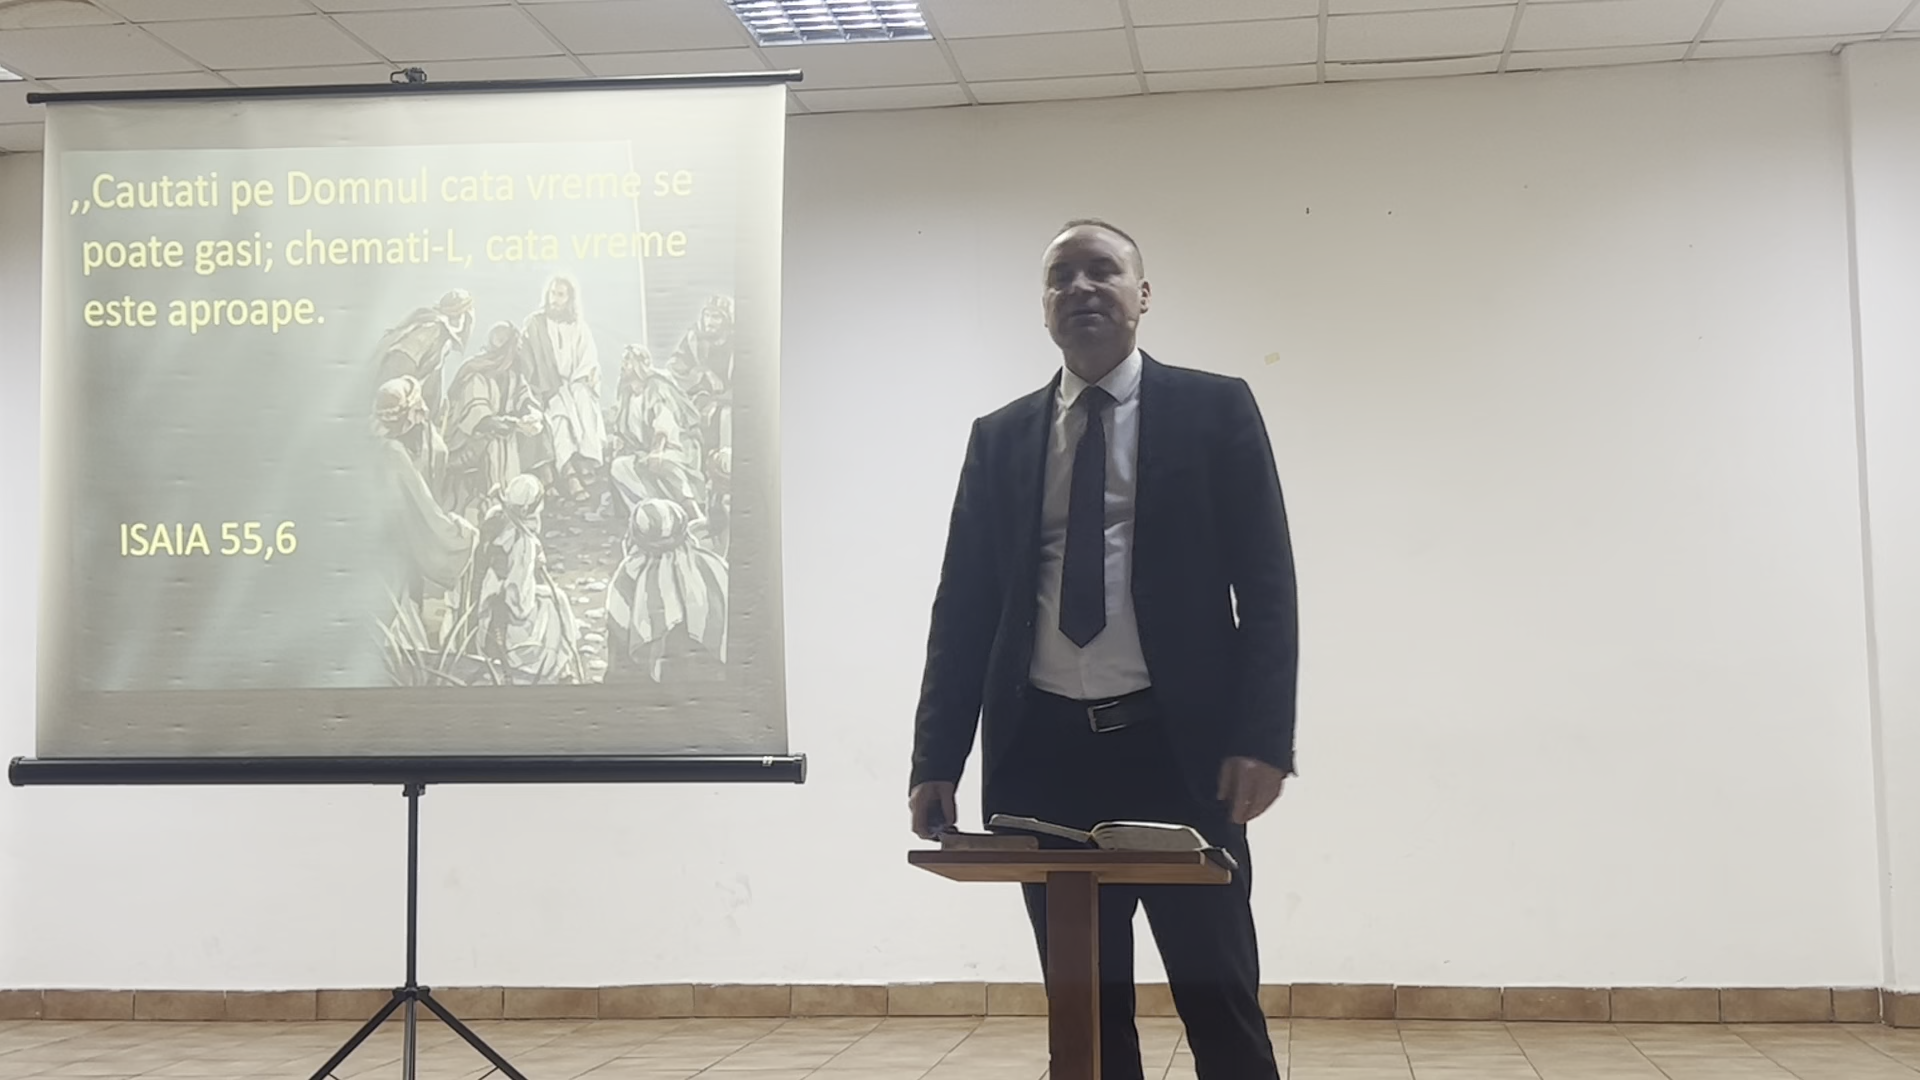 ,,Cautati pe Domnul cata vreme se
poate gasi; chemati-L, cata vreme
este aproape.
ISAIA 55,6